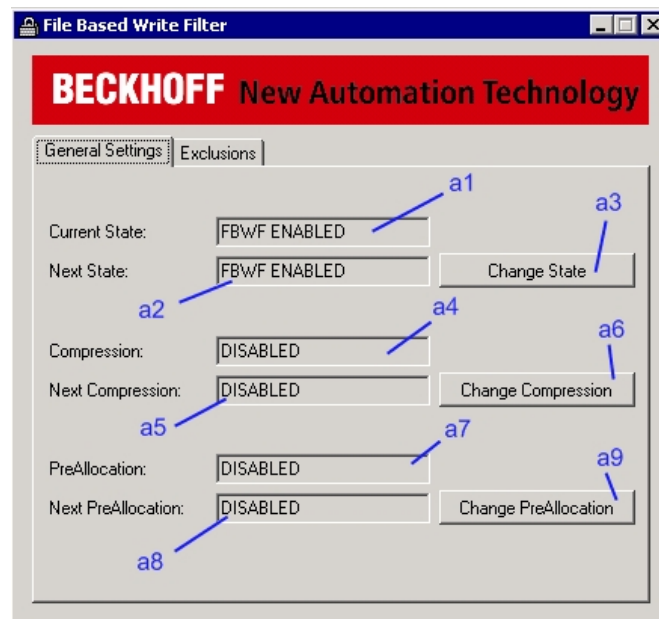 File Based Write Filter
BECKHOFF New Automation Technology
General Settings Exclusions
a1
a3
Current State: FBWF ENABLED
Next State: FBWF ENABLED Change State
a2
a4
a6
Compression: DISABLED
Next Compression: DISABLED Change Compression
a5
a7
a9
PreAllocation: DISABLED
Next PreAllocation: DISABLED Change PreAllocation
a8